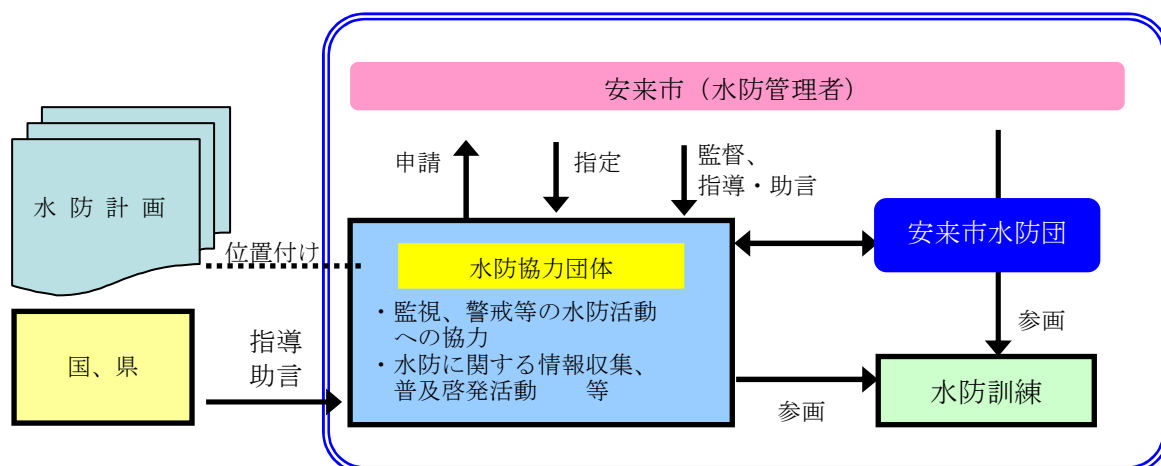 安来市（水防管理者）
申請
指定
監督、
指導・助言
水 防 計 画
位置付け
水防協力団体
安来市水防団
・監視、警戒等の水防活動
への協力
・水防に関する情報収集、
普及啓発活動　　等
国、県
指導
助言
参画
参画
水防訓練